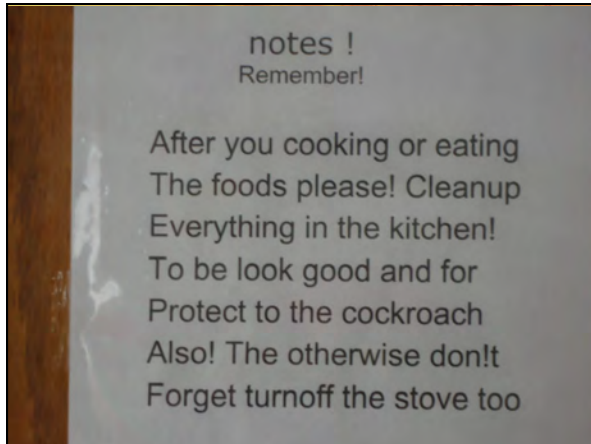 notes !
Remember!
After you cooking or eating
The foods please! Cleanup
Everything in the kitchen!
To be look good and for
Protect to the cockroach
Also! The otherwise don!t
Forget turnoff the stove too